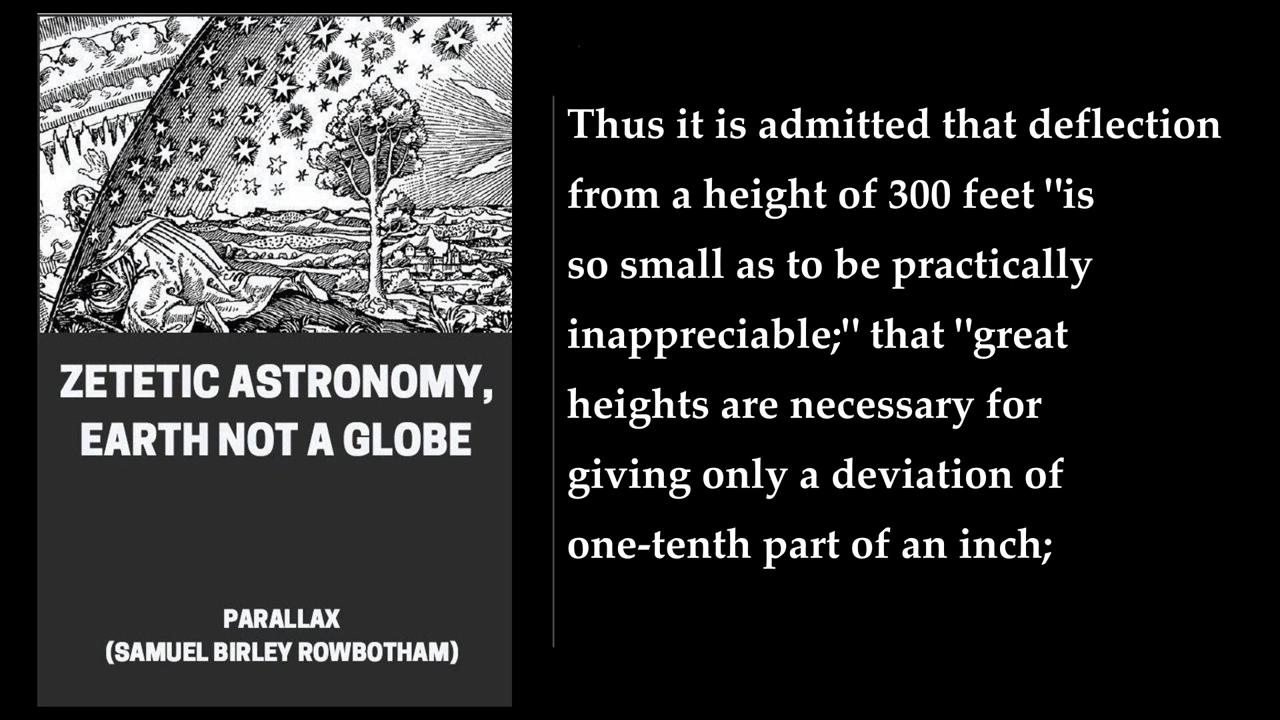 ZETETIC ASTRONOMY,
EARTH NOT A GLOBE
PARALLAX
(SAMUEL BIRLEY ROWBOTHAM)
Thus it is admitted that deflection
from a height of 300 feet "is
so small as to be practically
inappreciable;" that "great
heights are necessary for
giving only a deviation of
one-tenth part of an inch;